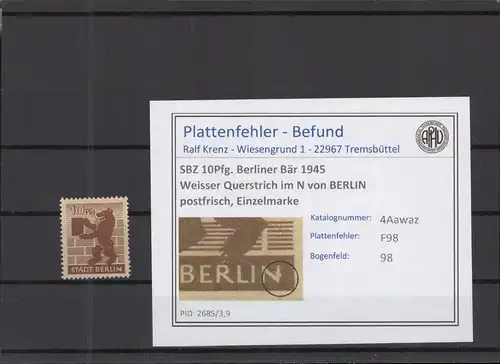 Plattenfehler - Befund
Ralf Krenz - Wiesengrund 1 - 22967 Tremsbüttel
SBZ 10Pfg. Berliner Bär 1945
Weisser Querstrich im N von BERLIN
postfrisch, Einzelmarke
Katalognummer: 4Aawaz
Plattenfehler: F98
Bogenfeld: 98
BERLIN
PID: 2685/3,9
10 Pfg
STADT BERLIN